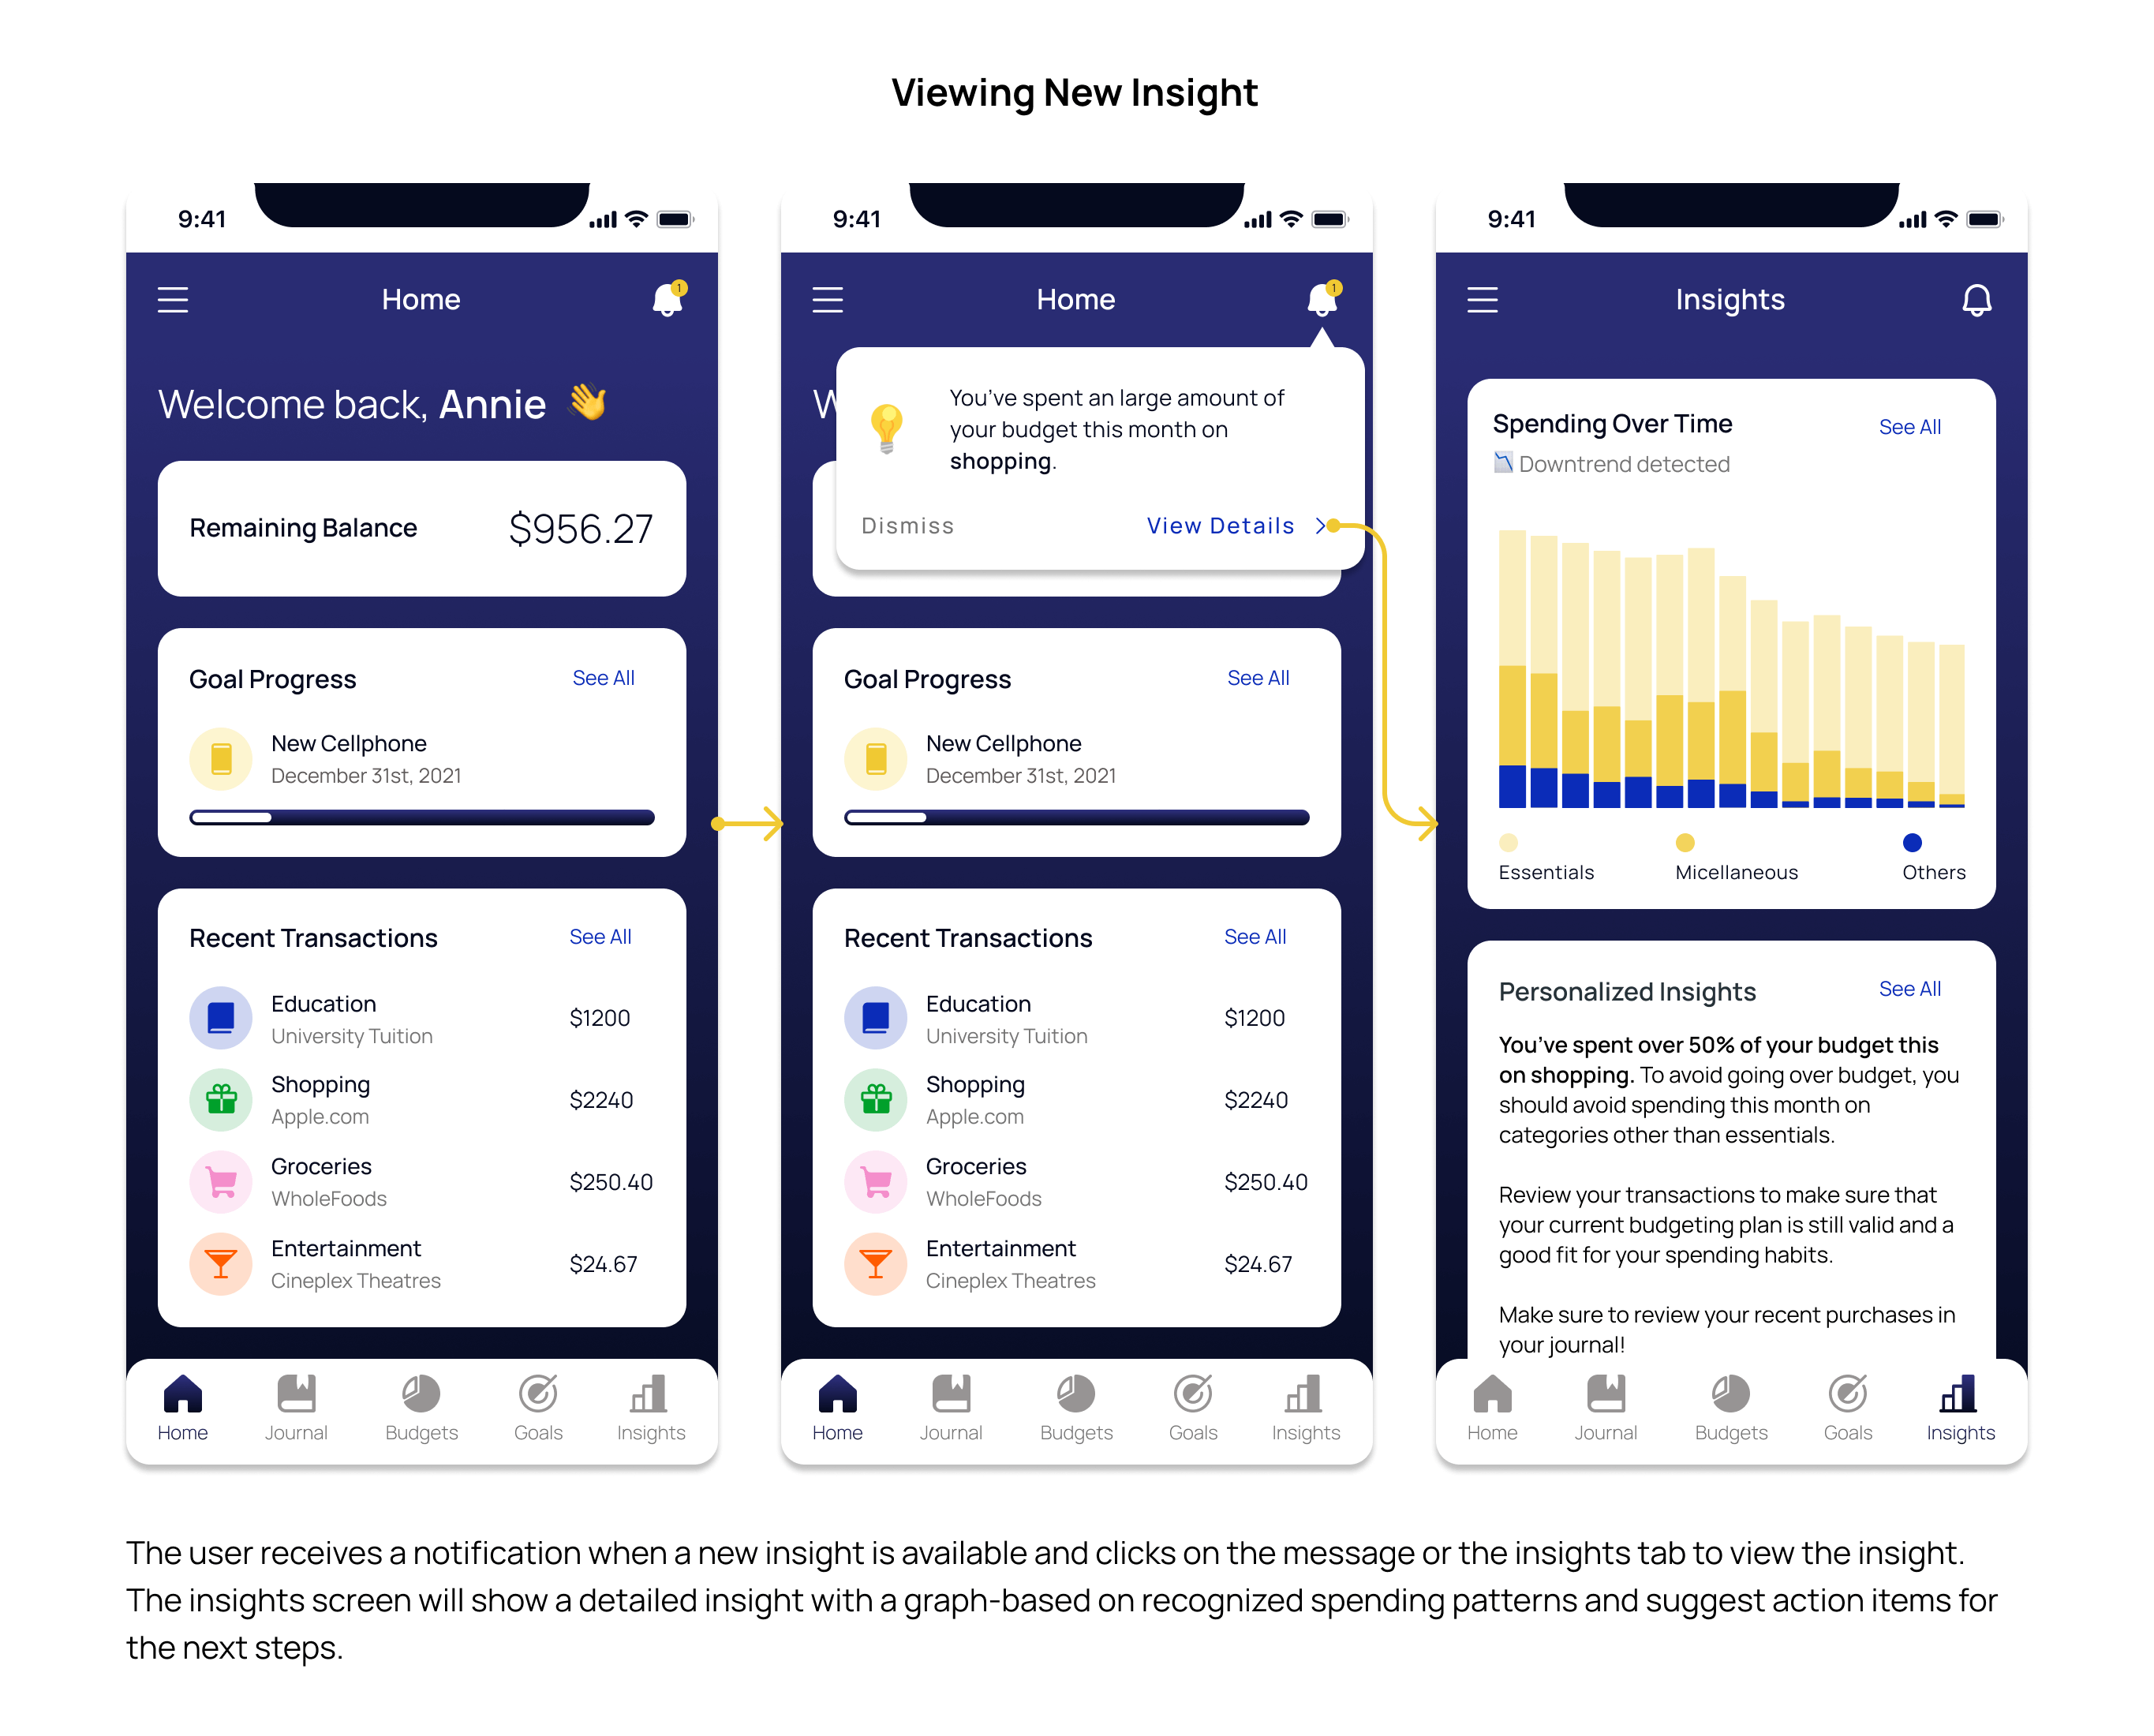 Viewing New Insight
9:41
Home
1
Welcome back, Annie
Remaining Balance $956.27
Goal Progress See All
New Cellphone
December 31st, 2021
Recent Transactions See All
Education
University Tuition
$1200
Shopping
Apple.com
$2240
Groceries
WholeFoods
$250.40
Entertainment
Cineplex Theatres
$24.67
Home Journal Budgets Goals Insights
9:41
Home
1
W
You've spent an large amount of
your budget this month on
shopping.
Dismiss View Details
Goal Progress See All
New Cellphone
December 31st, 2021
Recent Transactions See All
Education
University Tuition
$1200
Shopping
Apple.com
$2240
Groceries
WholeFoods
$250.40
Entertainment
Cineplex Theatres
$24.67
Home Journal Budgets Goals Insights
9:41
Insights
Spending Over Time See All
Downtrend detected
Essentials Micellaneous Others
Personalized Insights See All
You've spent over 50% of your budget this
on shopping. To avoid going over budget, you
should avoid spending this month on
categories other than essentials.
Review your transactions to make sure that
your current budgeting plan is still valid and a
good fit for your spending habits.
Make sure to review your recent purchases in
your journal!
Home Journal Budgets Goals Insights
The user receives a notification when a new insight is available and clicks on the message or the insights tab to view the insight.
The insights screen will show a detailed insight with a graph-based on recognized spending patterns and suggest action items for
the next steps.